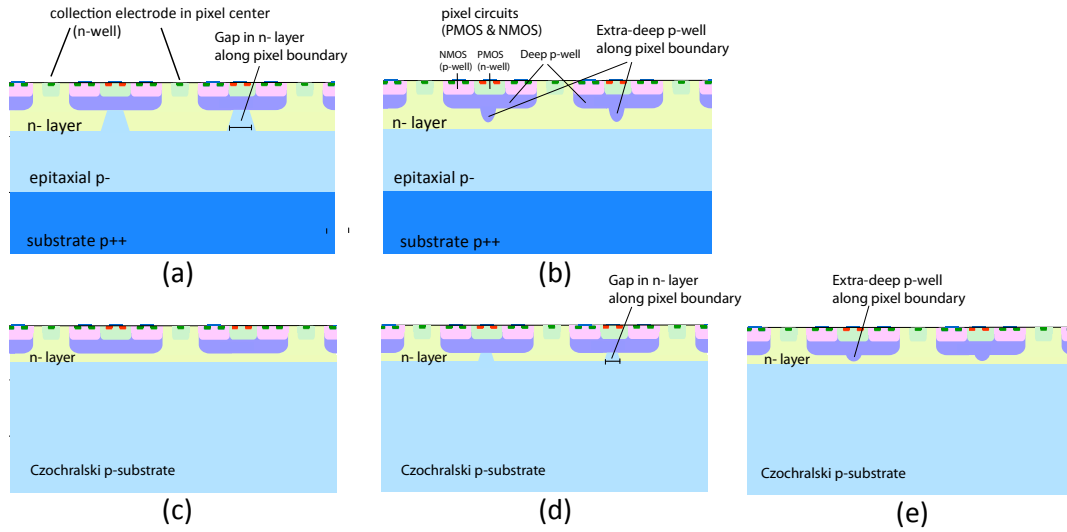 collection electrode in pixel center
(n-well)
Gap in n- layer
along pixel boundary
n- layer
epitaxial p-
substrate p++
(a)
pixel circuits
(PMOS & NMOS)
Extra-deep p-well
along pixel boundary
NMOS
(p-well)
PMOS
(n-well)
Deep p-well
n- layer
epitaxial p-
substrate p++
(b)
n- layer
Czochralski p-substrate
(c)
Gap in n- layer
along pixel boundary
n- layer
Czochralski p-substrate
(d)
Extra-deep p-well
along pixel boundary
n- layer
Czochralski p-substrate
(e)